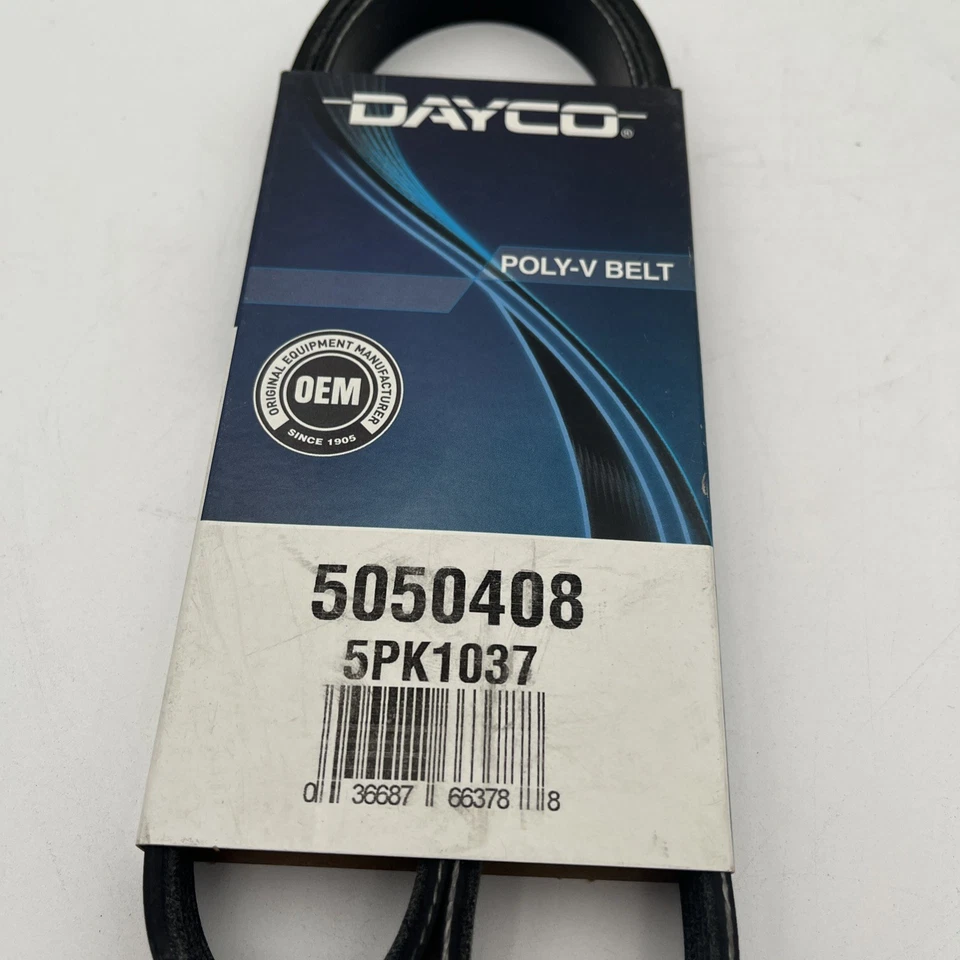 DAYCO®
POLY-V BELT
ORIGINAL EQUIPMENT MANUFACTURER
OEM
SINCE 1905
5050408
5PK1037
0 36687 66378 8